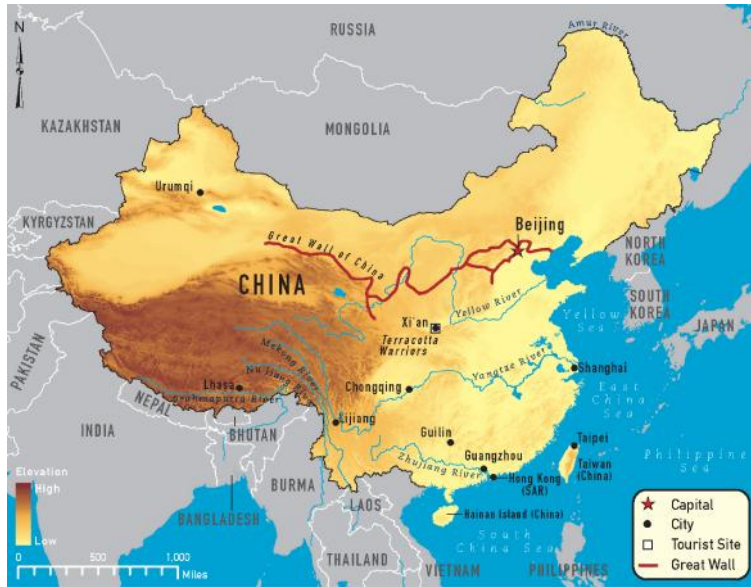 N
RUSSIA
Amur River
KAZAKHSTAN
MONGOLIA
Urumqi
KYRGYZSTAN
Beijing
Great Wall of China
NORTH
KOREA
CHINA
SOUTH
KOREA
Yellow River
Yellow
Sea
JAPAN
Xi'an
Terracotta
Warriors
PAKISTAN
Mekong River
Nu Jiang River
Yangtze River
Shanghai
Lhasa
Brahmaputra River
Chongqing
East
China
Sea
NEPAL
Lijiang
INDIA
BHUTAN
Guilin
Taipei
Philippine
Sea
Zhujiang River
Guangzhou
Taiwan
(China)
Hong Kong
(SAR)
Elevation
High
Low
BURMA
LAOS
BANGLADESH
Hainan Island (China)
South
China Sea
0 500 1,000
Miles
THAILAND
VIETNAM
PHILIPPINES
Capital
City
Tourist Site
Great Wall